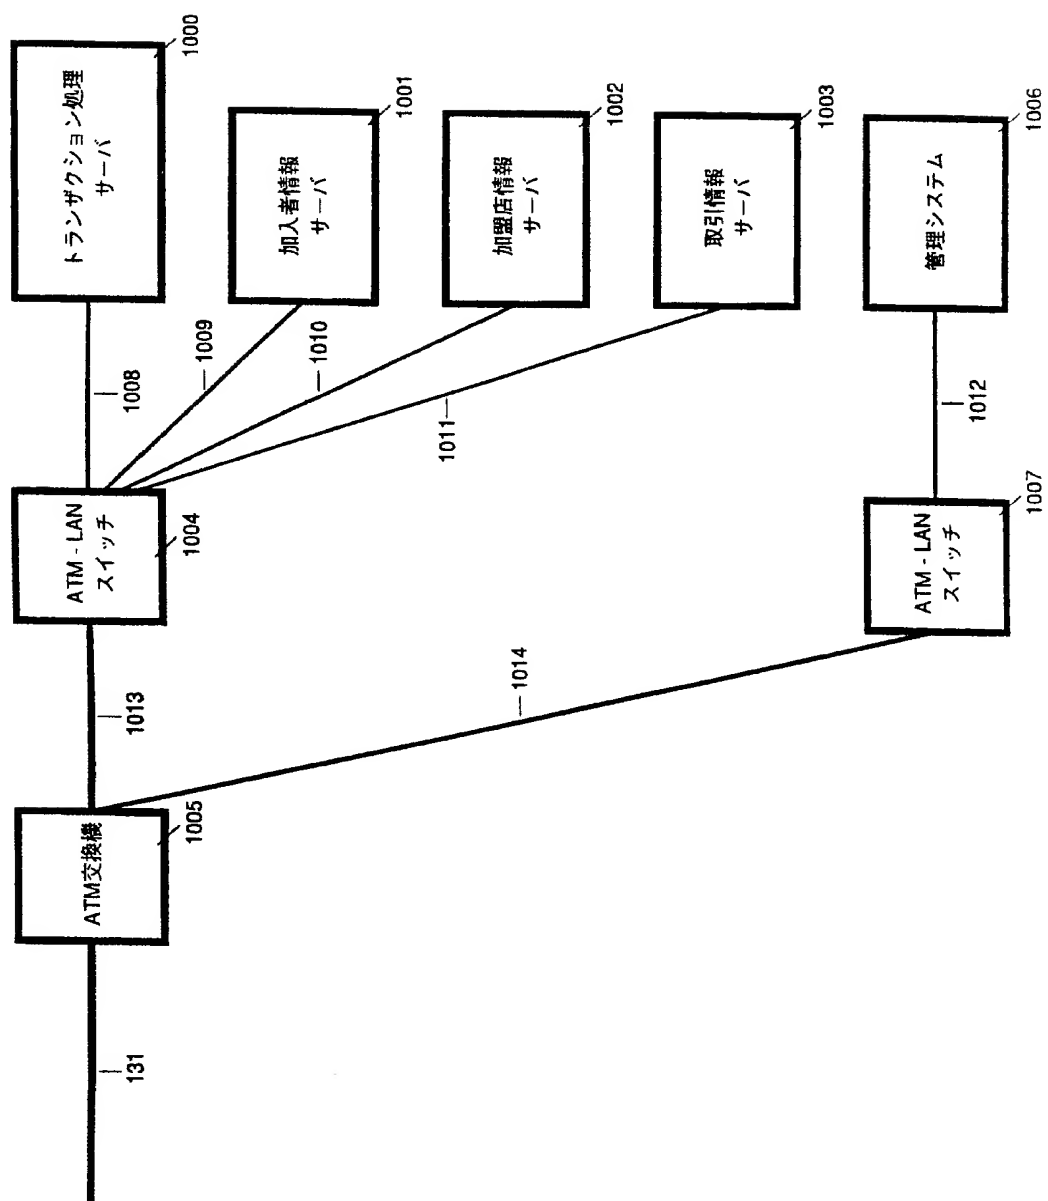 トランザクション処理
サーバ
1000
加入者情報
サーバ
1001
加盟店情報
サーバ
1002
取引情報
サーバ
1003
管理システム
1006
1008
1009
1010
1011
1012
ATM - LAN
スイッチ
1004
ATM - LAN
スイッチ
1007
1013
1014
ATM交換機
1005
131